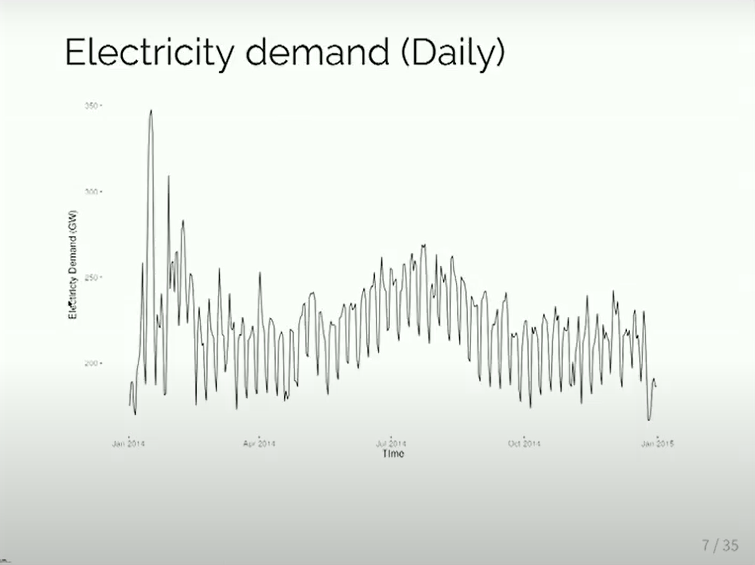 Electricity demand (Daily)
350
300
250
200
Electricty Demand (GW)
Jan 2014
Apr 2014
Jul 2014
Oct 2014
Jan 2015
Time
7 / 35